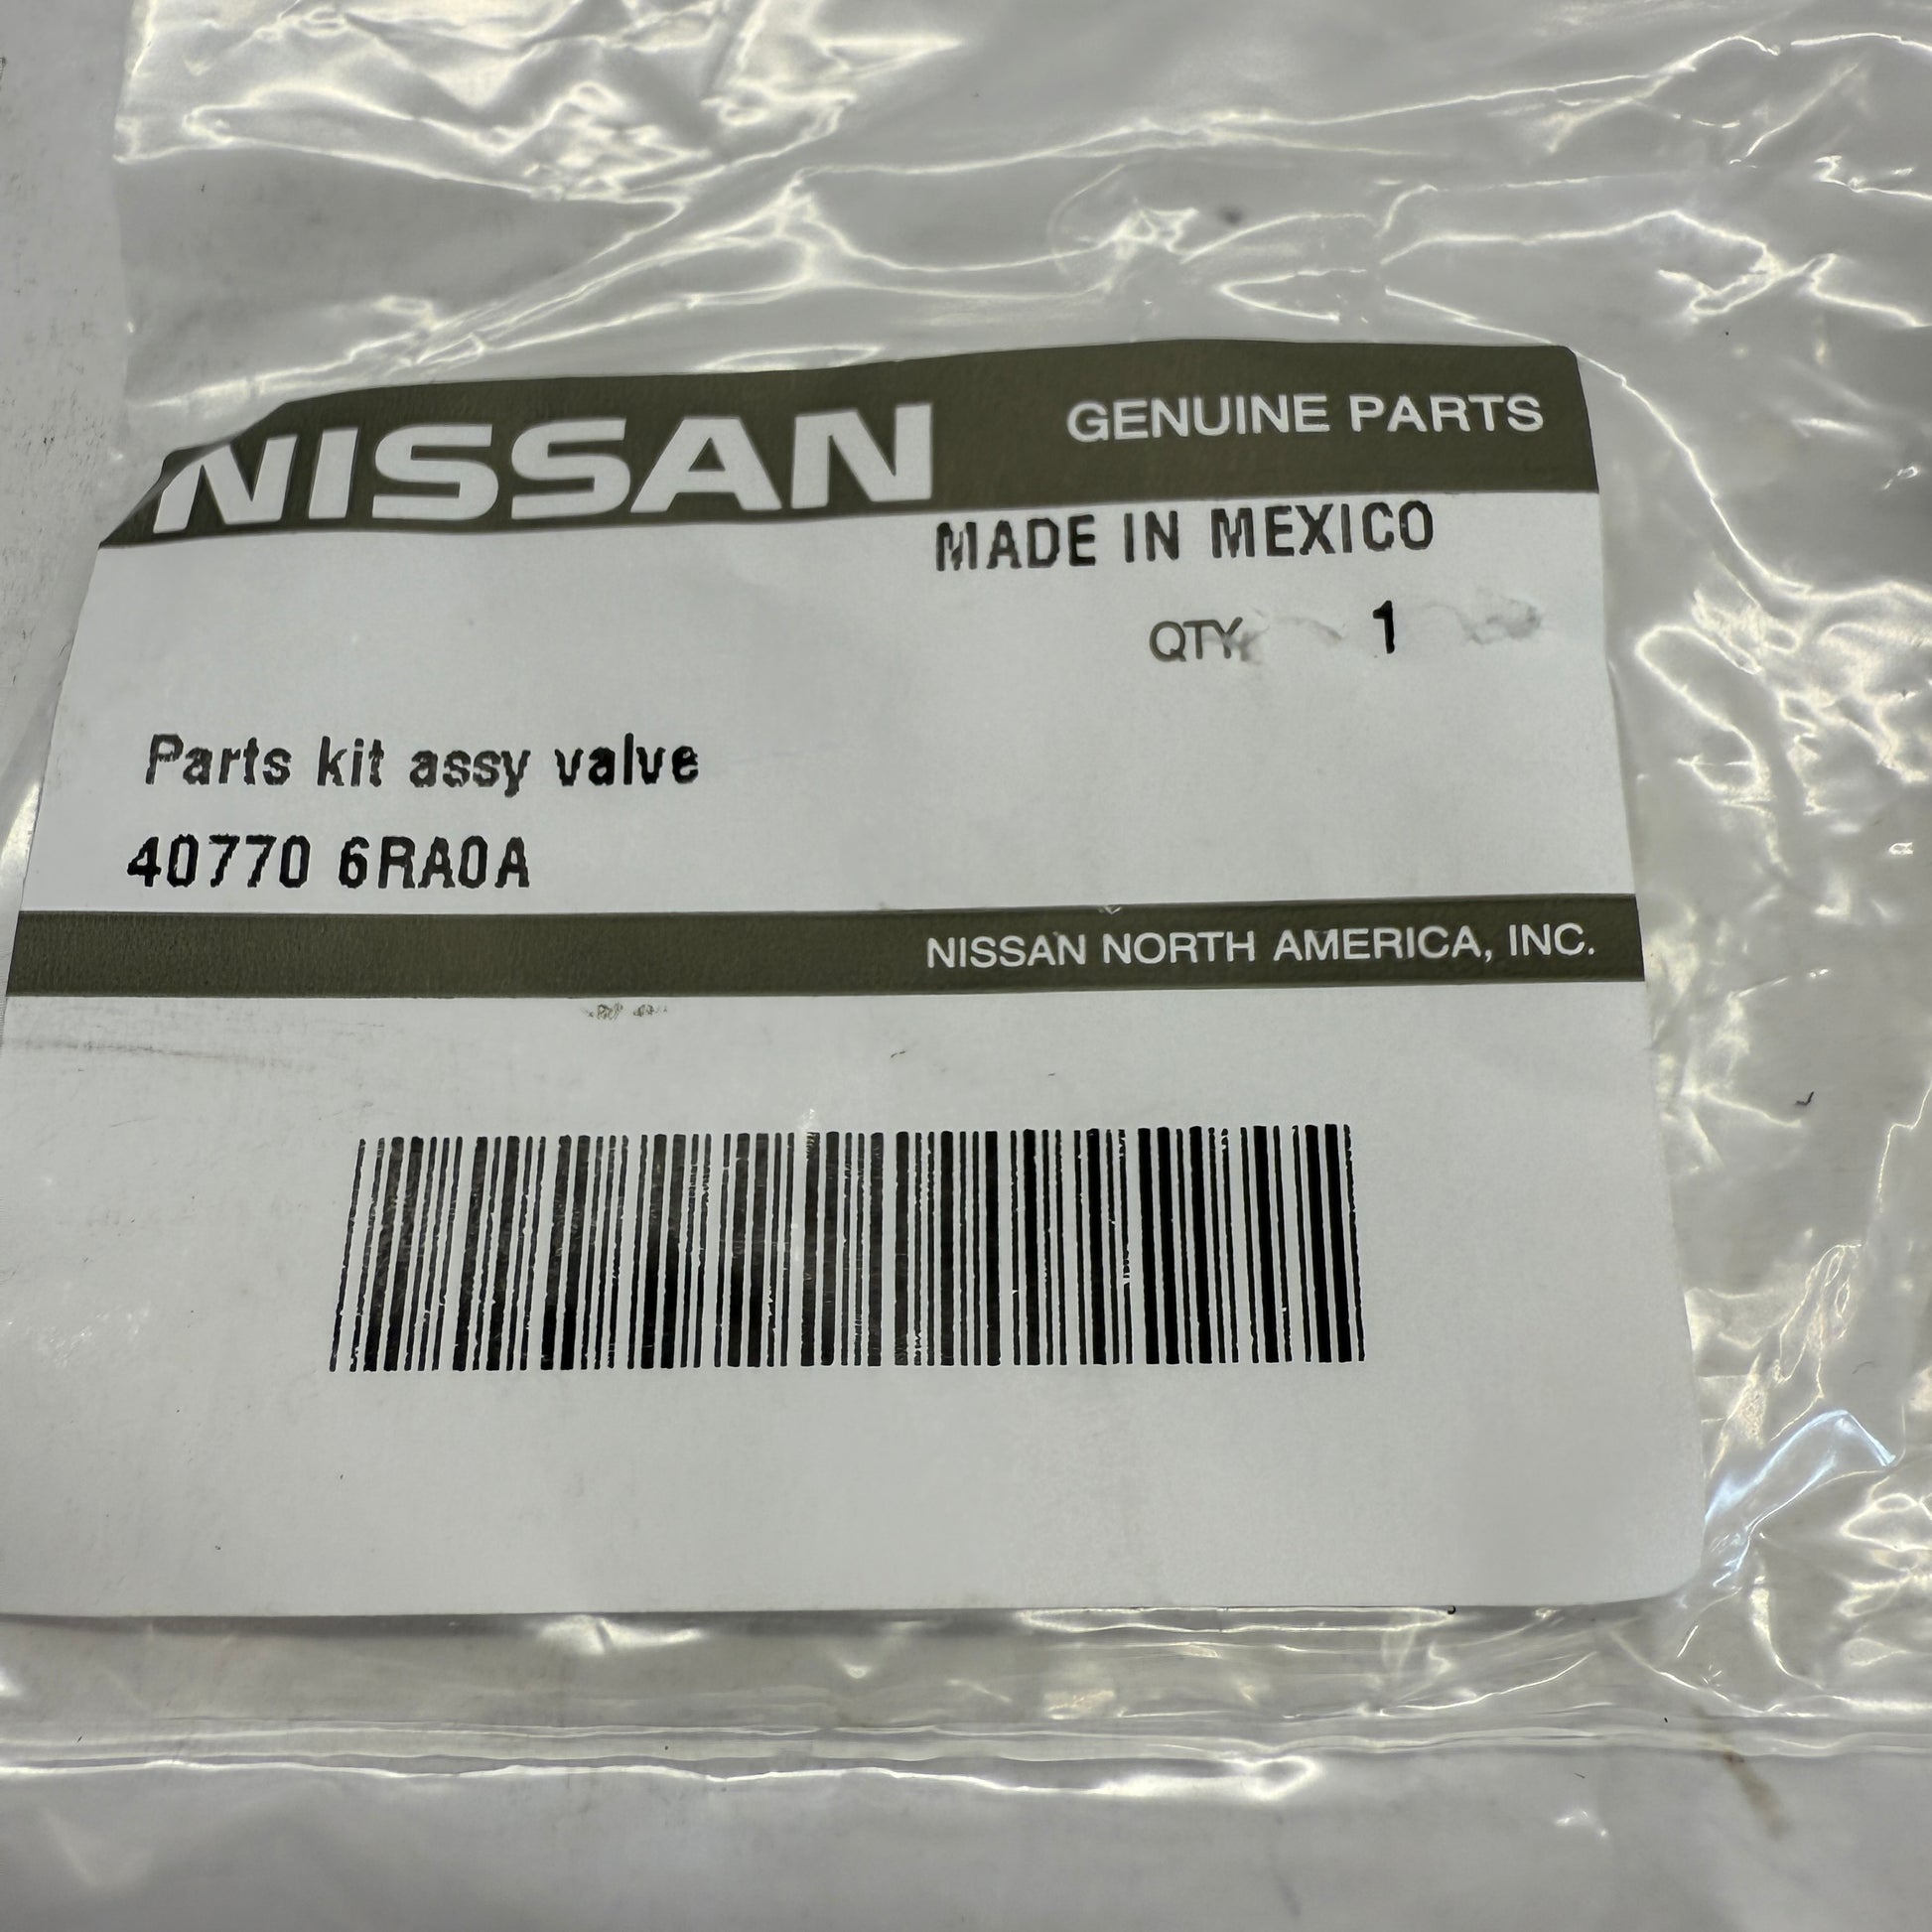 NISSAN GENUINE PARTS
MADE IN MEXICO
QTY. 1
Parts kit assy valve
40770 6RA0A
NISSAN NORTH AMERICA, INC.